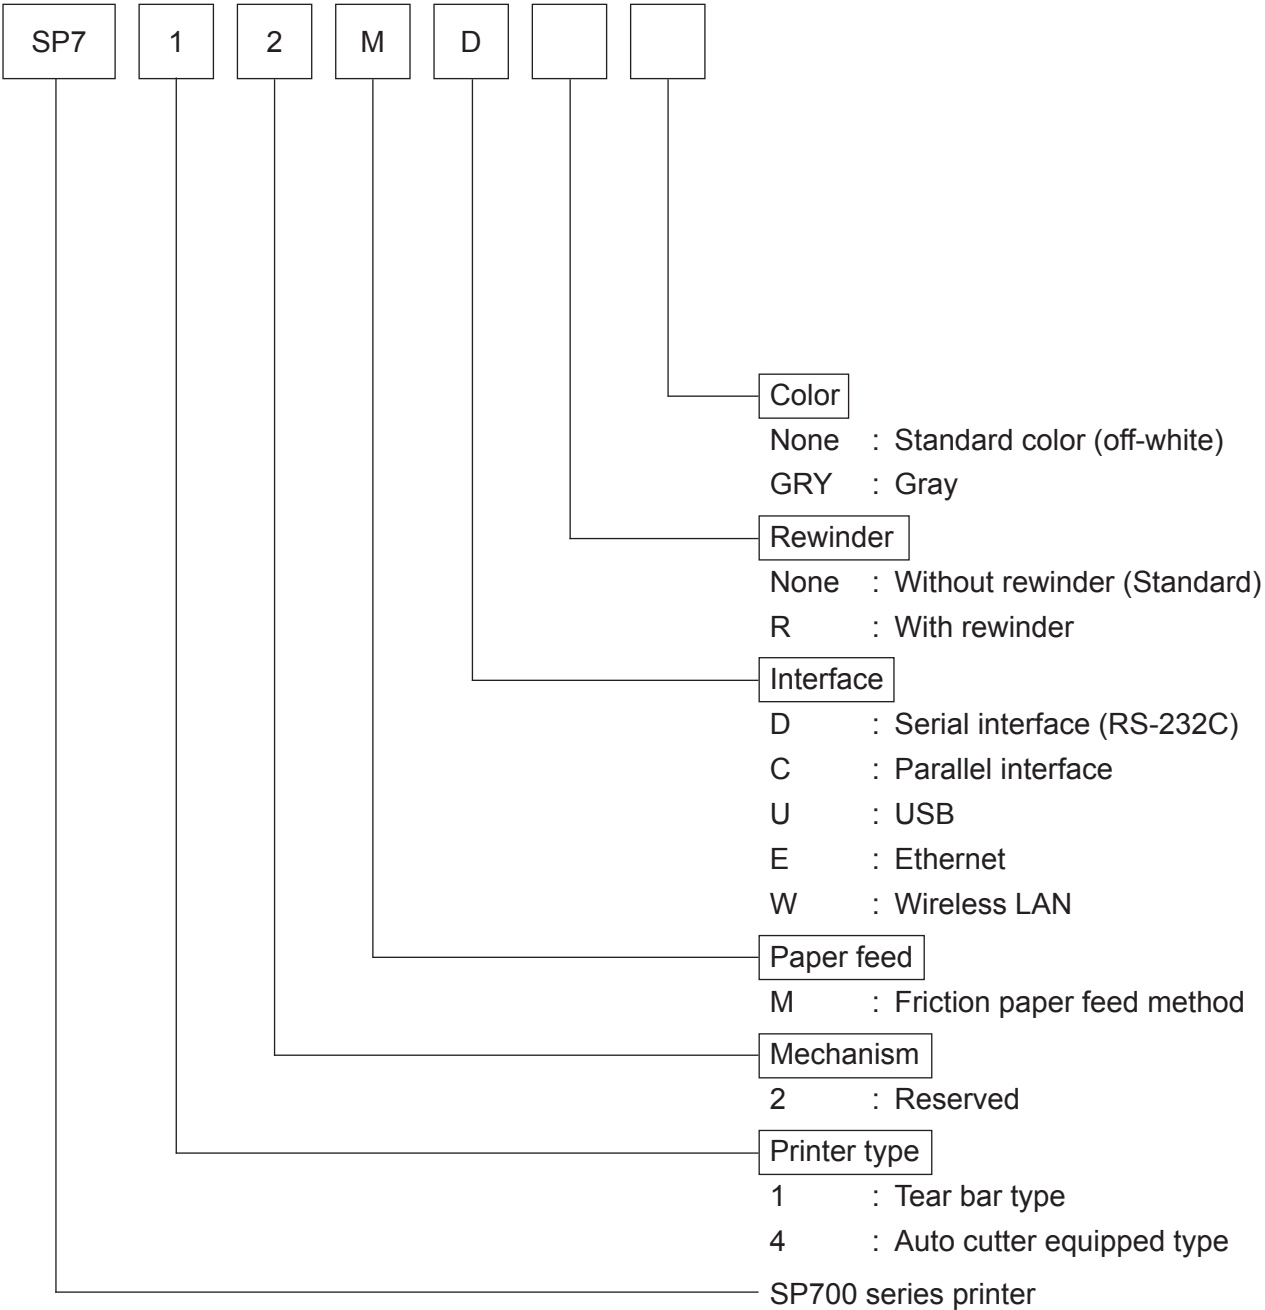 SP7 1 2 M D
Color
None : Standard color (off-white)
GRY : Gray
Rewinder
None : Without rewinder (Standard)
R : With rewinder
Interface
D : Serial interface (RS-232C)
C : Parallel interface
U : USB
E : Ethernet
W : Wireless LAN
Paper feed
M : Friction paper feed method
Mechanism
2 : Reserved
Printer type
1 : Tear bar type
4 : Auto cutter equipped type
SP700 series printer